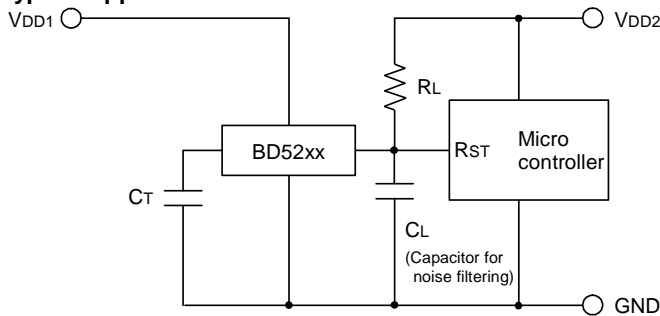 VDD1
VDD2
RL
BD52xx
RST
Micro
controller
CT
CL
(Capacitor for
noise filtering)
GND